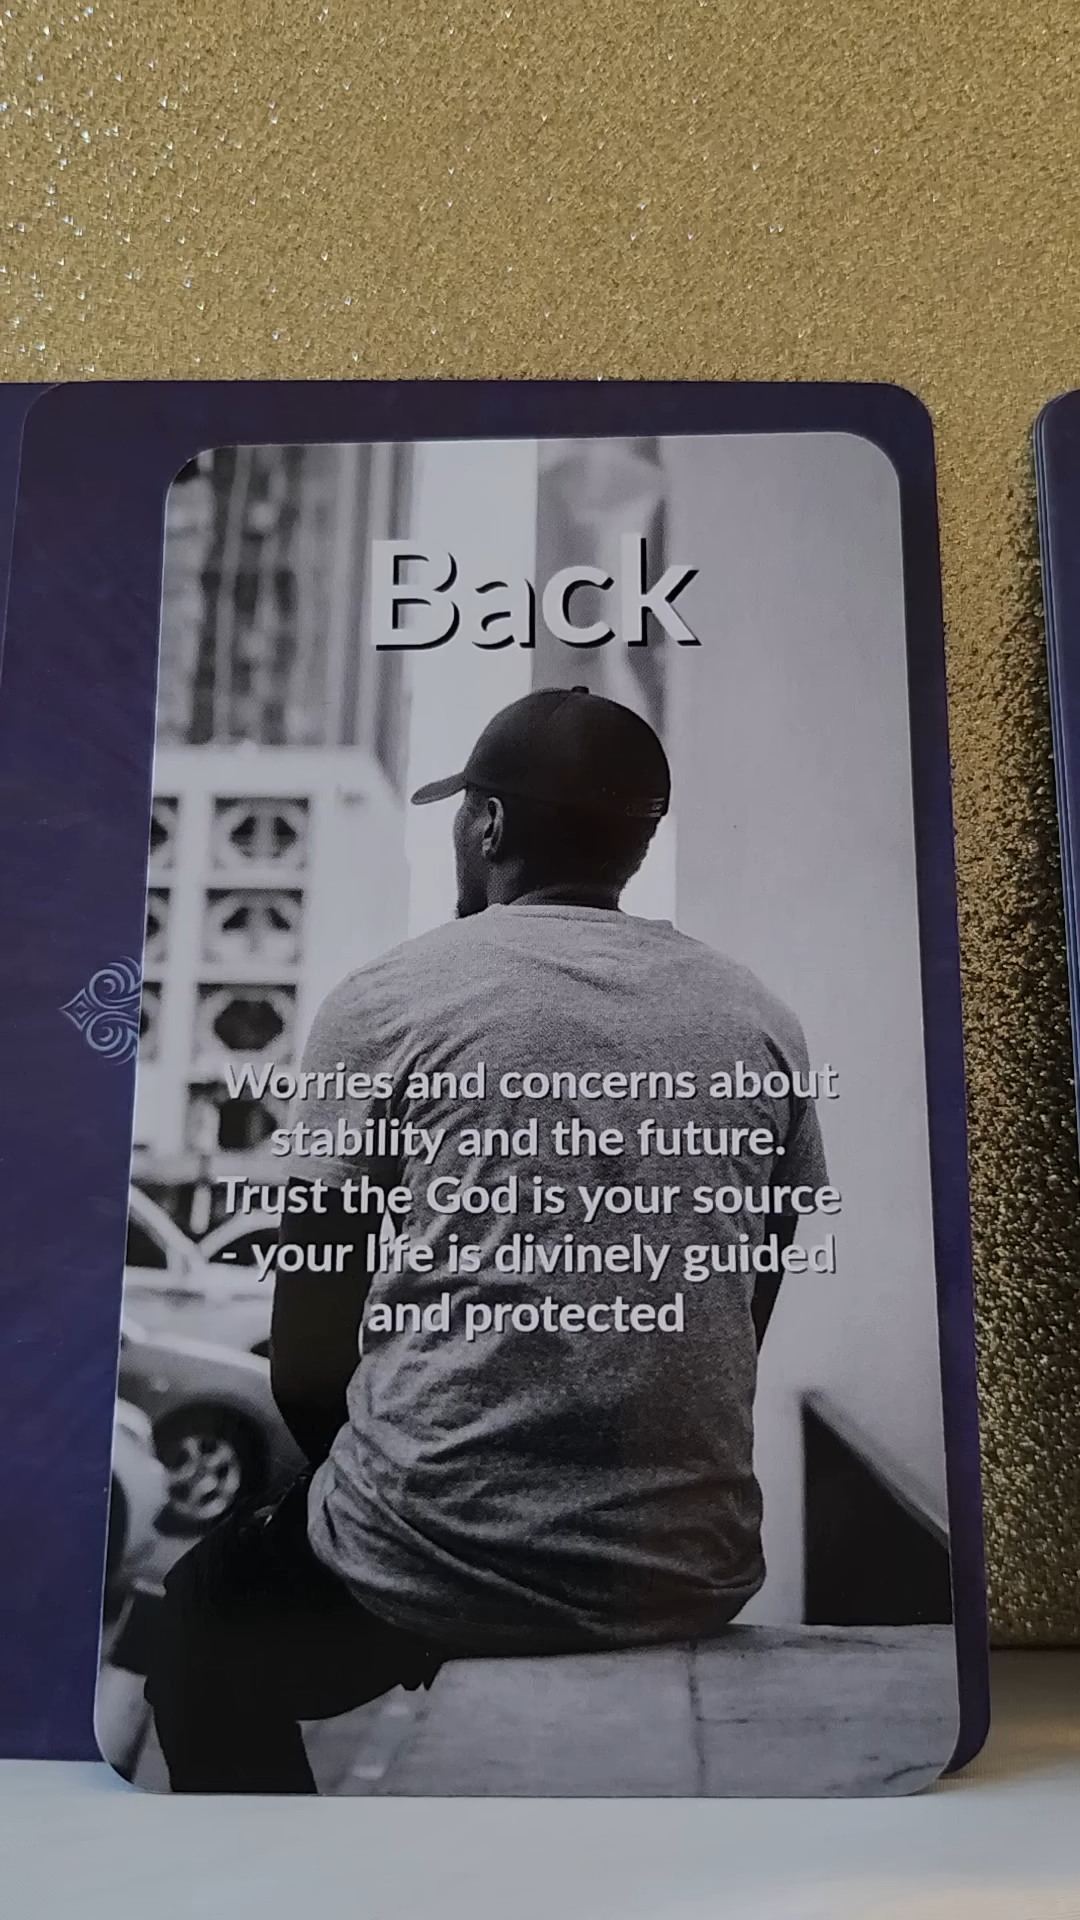 Back
Worries and concerns about
stability and the future.
Trust the God is your source
- your life is divinely guided
and protected